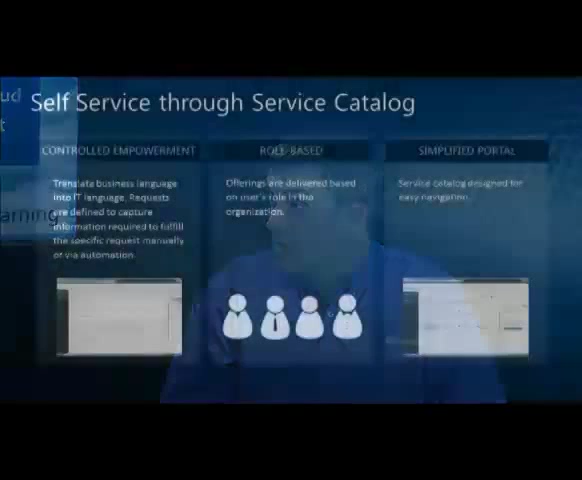 ud
t
arning
Self Service through Service Catalog
CONTROLLED EMPOWERMENT
Translate business language
into IT language. Requests
are defined to capture
information required to fulfill
the specific request manually
or via automation.
ROLE-BASED
Offerings are delivered based
on user's role in the
organization.
SIMPLIFIED PORTAL
Service catalog designed for
easy navigation.